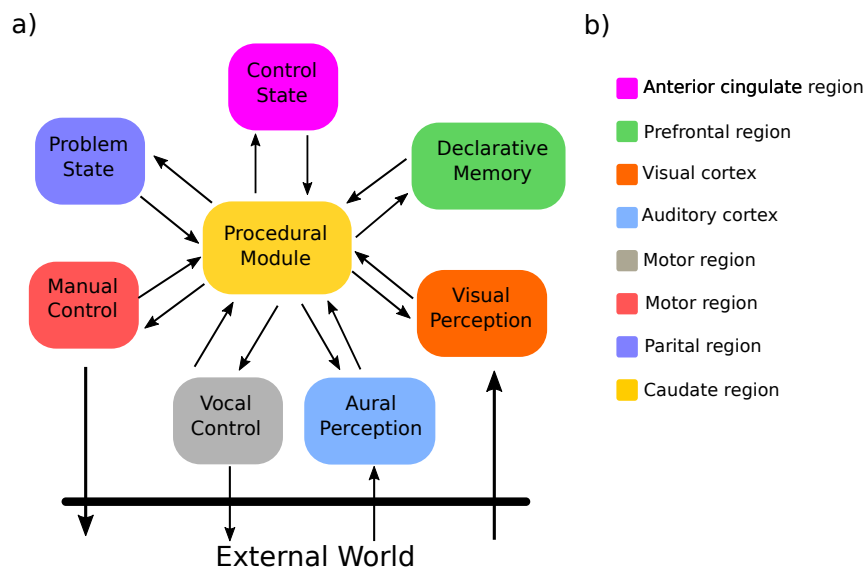 a)
Control
State
Problem
State
Declarative
Memory
Procedural
Module
Manual
Control
Visual
Perception
Vocal
Control
Aural
Perception
External World
b)
Anterior cingulate region
Prefrontal region
Visual cortex
Auditory cortex
Motor region
Motor region
Parital region
Caudate region